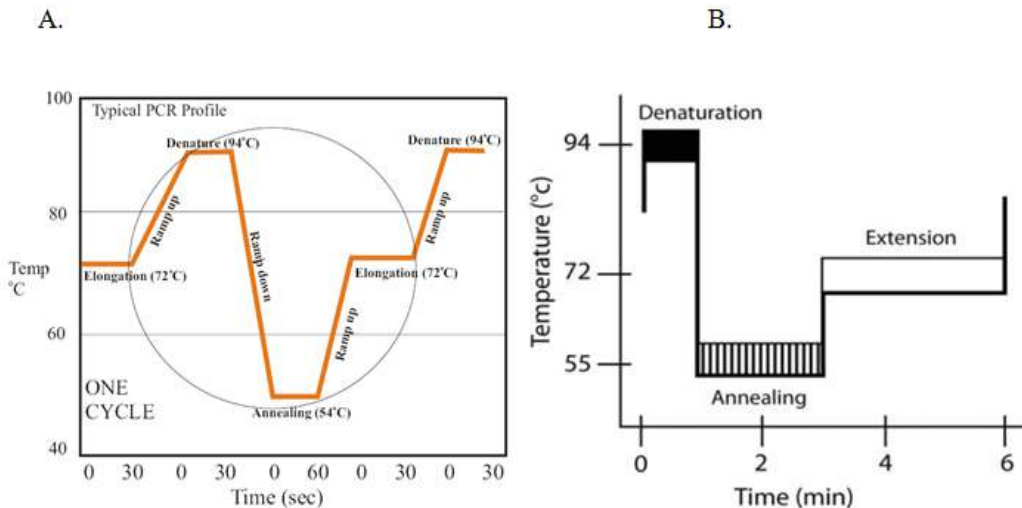 A.
B.
100
Typical PCR Profile
Denature (94°C)
Denature (94°C)
80
Ramp up
Ramp down
Ramp up
Ramp up
Temp
°C
Elongation (72°C)
Elongation (72°C)
60
ONE
CYCLE
Annealing (54°C)
40
0 30 0 30 0 60 0 30 0 30
Time (sec)
Denaturation
94
Extension
72
Temperature (°c)
55
Annealing
0 2 4 6
Time (min)